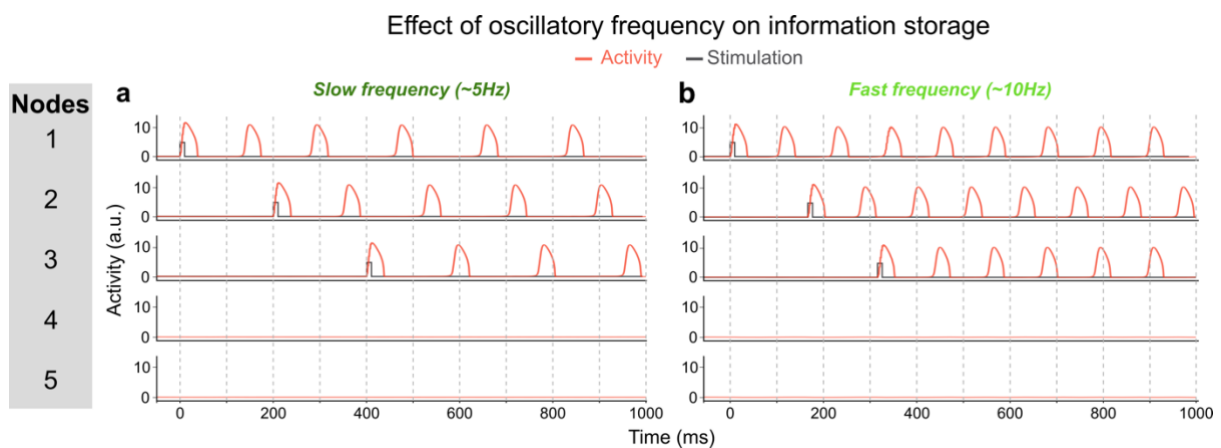 Effect of oscillatory frequency on information storage
Activity Stimulation
Nodes
a Slow frequency (~5Hz)
b Fast frequency (~10Hz)
1
2
3
4
5
Activity (a.u.)
10
0
10
0
10
0
10
0
10
0
0 200 400 600 800 1000
10
0
10
0
10
0
10
0
10
0
0 200 400 600 800 1000
Time (ms)